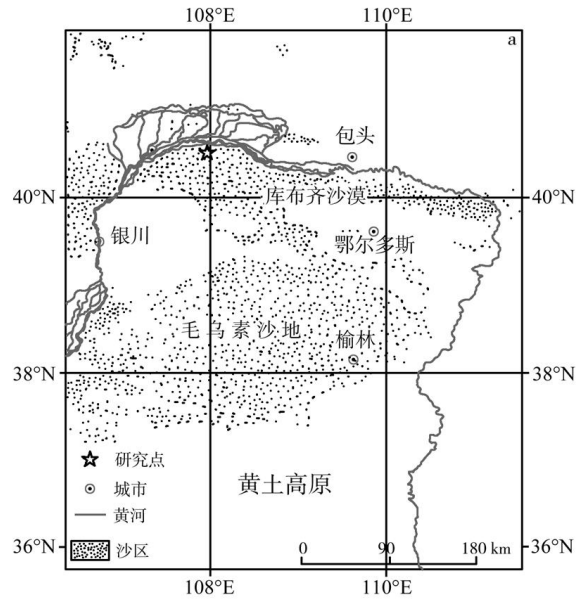 108°E 110°E
a
包头
40°N 库布齐沙漠 40°N
银川
鄂尔多斯
毛乌素沙地
榆林
38°N 38°N
研究点
城市
黄河
沙区
黄土高原
0 90 180 km
36°N 36°N
108°E 110°E